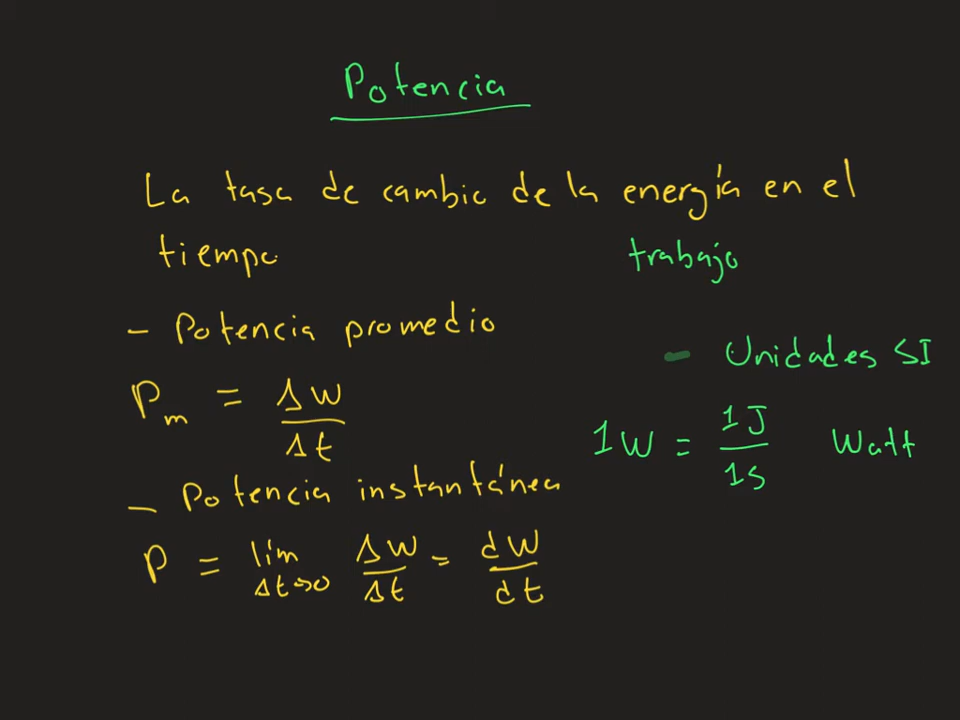 Potencia
La tasa de cambio de la energía en el
tiempo
trabajo
- Potencia promedio
Pm = ΔW/Δt
- Unidades SI
1W = 1J/1s Watt
- Potencia instantánea
P = lím Δt→0 ΔW/Δt = dW/dt